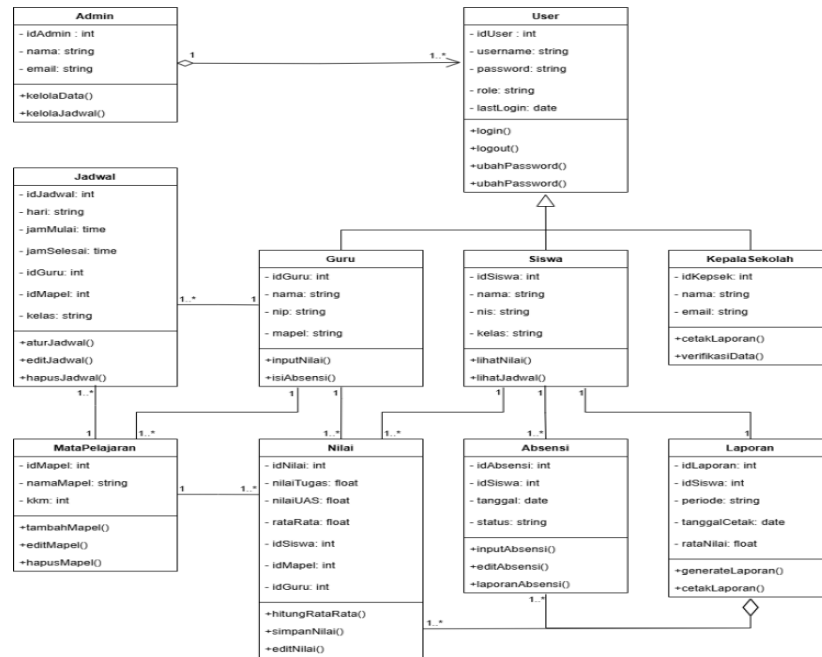 Admin
- idAdmin : int
- nama: string
- email: string
+kelolaData()
+kelolaJadwal()
1
1..*
User
- idUser : int
- username: string
- password: string
- role: string
- lastLogin: date
+login()
+logout()
+ubahPassword()
+ubahPassword()
Jadwal
- idJadwal: int
- hari: string
- jamMulai: time
- jamSelesai: time
- idGuru: int
- idMapel: int
- kelas: string
+aturJadwal()
+editJadwal()
+hapusJadwal()
1..*
1
Guru
- idGuru: int
- nama: string
- nip: string
- mapel: string
+inputNilai()
+isiAbsensi()
Siswa
- idSiswa: int
- nama: string
- nis: string
- kelas: string
+lihatNilai()
+lihatJadwal()
KepalaSekolah
- idKepsek: int
- nama: string
- email: string
+cetakLaporan()
+verifikasiData()
1..*
1
1
1
1
1
1
1..*
1..*
1..*
1..*
1
MataPelajaran
- idMapel: int
- namaMapel: string
- kkm: int
+tambahMapel()
+editMapel()
+hapusMapel()
1
1..*
Nilai
- idNilai: int
- nilaiTugas: float
- nilaiUAS: float
- rataRata: float
- idSiswa: int
- idMapel: int
- idGuru: int
+hitungRataRata()
+simpanNilai()
+editNilai()
Absensi
- idAbsensi: int
- idSiswa: int
- tanggal: date
- status: string
+inputAbsensi()
+editAbsensi()
+laporanAbsensi()
Laporan
- idLaporan: int
- idSiswa: int
- periode: string
- tanggalCetak: date
- rataNilai: float
+generateLaporan()
+cetakLaporan()
1..*
1..*